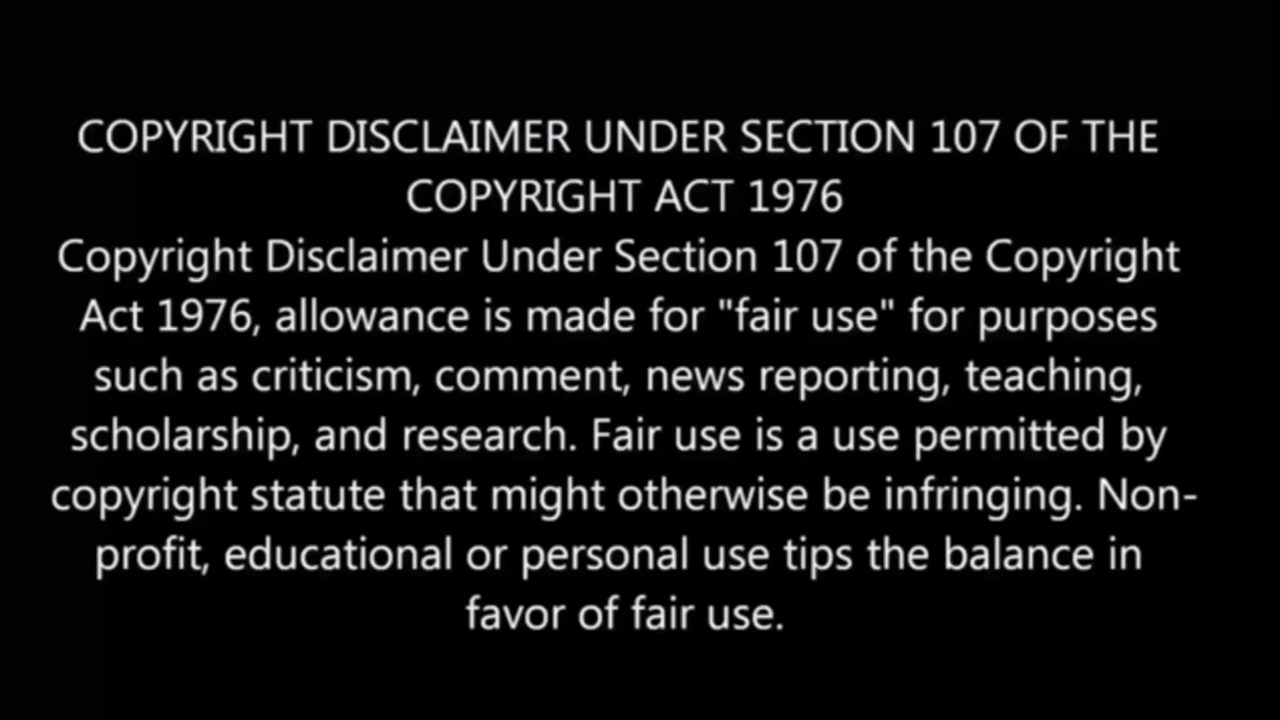 COPYRIGHT DISCLAIMER UNDER SECTION 107 OF THE
COPYRIGHT ACT 1976
Copyright Disclaimer Under Section 107 of the Copyright
Act 1976, allowance is made for "fair use" for purposes
such as criticism, comment, news reporting, teaching,
scholarship, and research. Fair use is a use permitted by
copyright statute that might otherwise be infringing. Non-
profit, educational or personal use tips the balance in
favor of fair use.